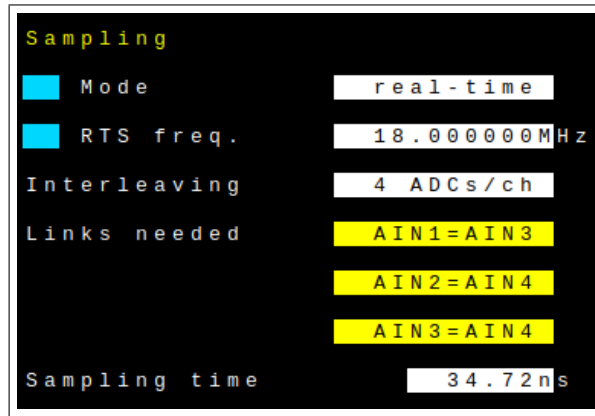 Sampling
Mode real-time
RTS freq. 18.000000MHz
Interleaving 4 ADCs/ch
Links needed AIN1=AIN3
AIN2=AIN4
AIN3=AIN4
Sampling time 34.72ns